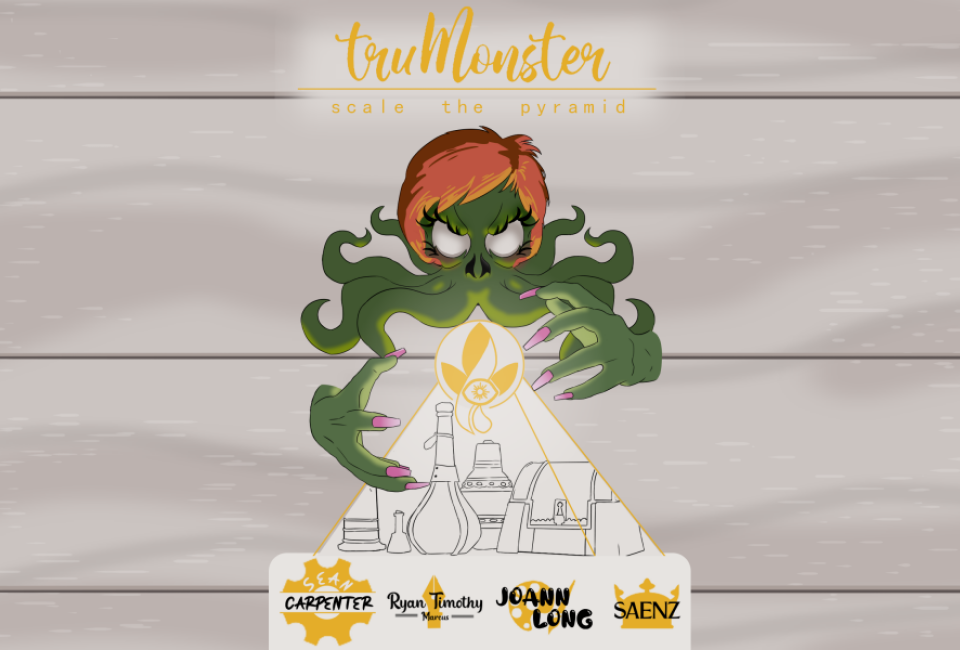 truMonster
scale the pyramid
SEAN
CARPENTER
Ryan Timothy
Marcus
JOANN
LONG
SAENZ